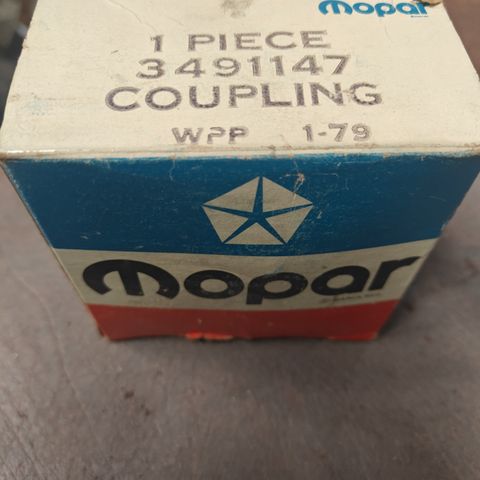 mopar
1 PIECE
3491147
COUPLING
WPP 1-79
mopar